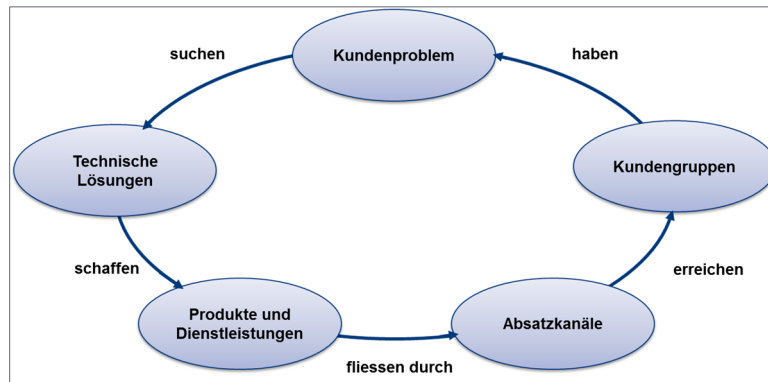 suchen
Kundenproblem
haben
Technische
Lösungen
Kundengruppen
schaffen
erreichen
Produkte und
Dienstleistungen
Absatzkanäle
fliessen durch